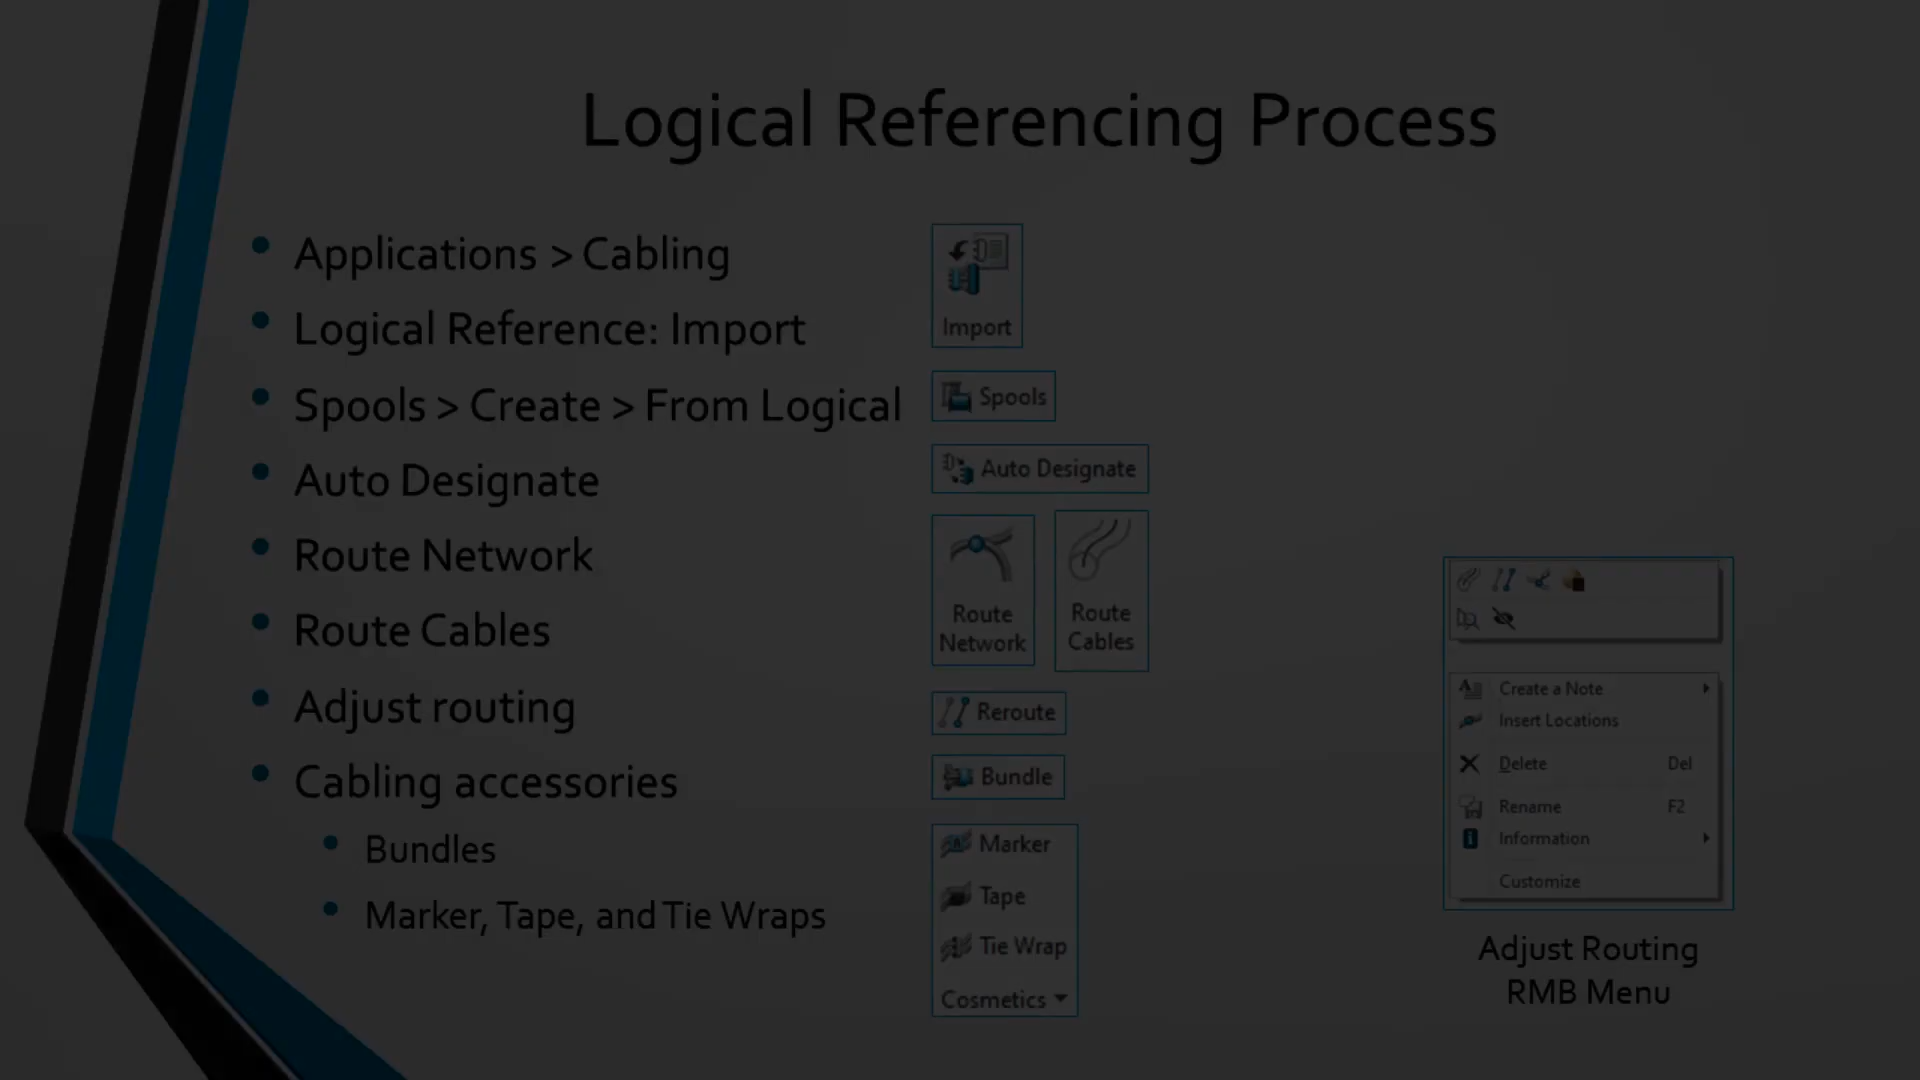 Logical Referencing Process
• Applications > Cabling
• Logical Reference: Import
• Spools > Create > From Logical
• Auto Designate
• Route Network
• Route Cables
• Adjust routing
• Cabling accessories
• Bundles
• Marker, Tape, and Tie Wraps
Import
Spools
Auto Designate
Route
Network
Route
Cables
Reroute
Bundle
Marker
Tape
Tie Wrap
Cosmetics
Create a Note
Insert Locations
Delete Del
Rename F2
Information
Customize
Adjust Routing
RMB Menu